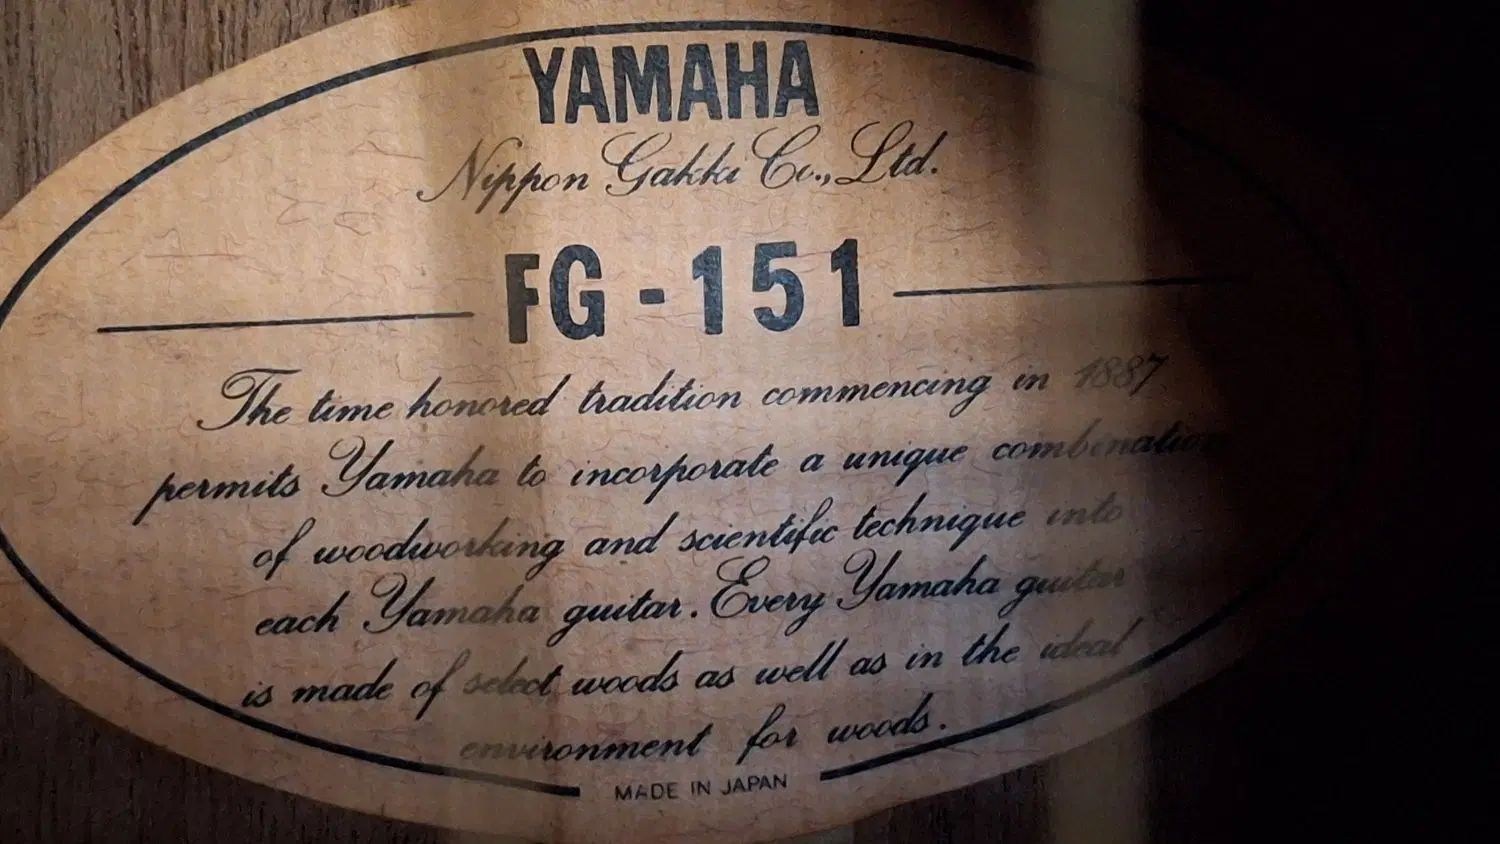 YAMAHA
Nippon Gakki Co., Ltd.
FG-151
The time honored tradition commencing in 1887
permits Yamaha to incorporate a unique combination
of woodworking and scientific technique into
each Yamaha guitar. Every Yamaha guitar
is made of select woods as well as in the ideal
environment for woods.
MADE IN JAPAN